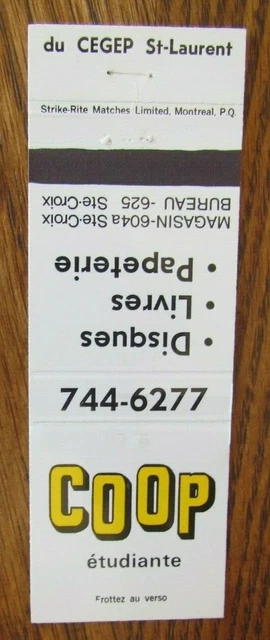 du CEGEP St-Laurent
Strike-Rite Matches Limited, Montreal, P.Q.
• Disques
• Livres
• Papeterie
MAGASIN-604a Ste-Croix
BUREAU -625 Ste-Croix
744-6277
COOP
étudiante
Frottez au verso